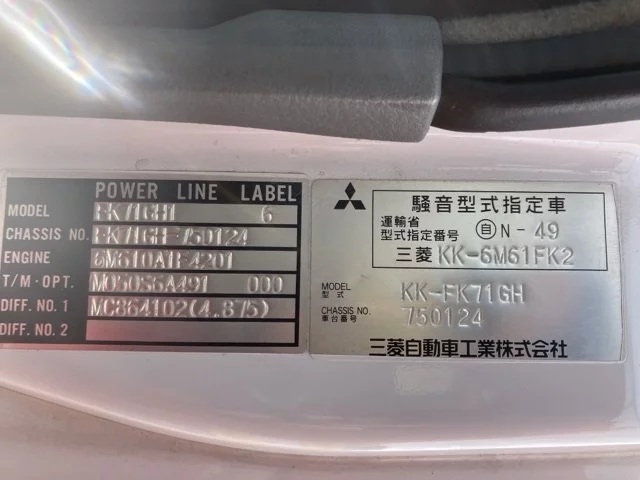 POWER LINE LABEL
MODEL FK71GH1 6
CHASSIS NO. FK71GH-750124
ENGINE
T/M·OPT. M050S6A491 000
DIFF. NO. 1 MC864102(4.875)
DIFF. NO. 2
騒音型式指定車
運輸省
型式指定番号 自 N-49
三菱 KK-6M61FK2
MODEL
型式 KK-FK71GH
CHASSIS NO.
車台番号 750124
三菱自動車工業株式会社